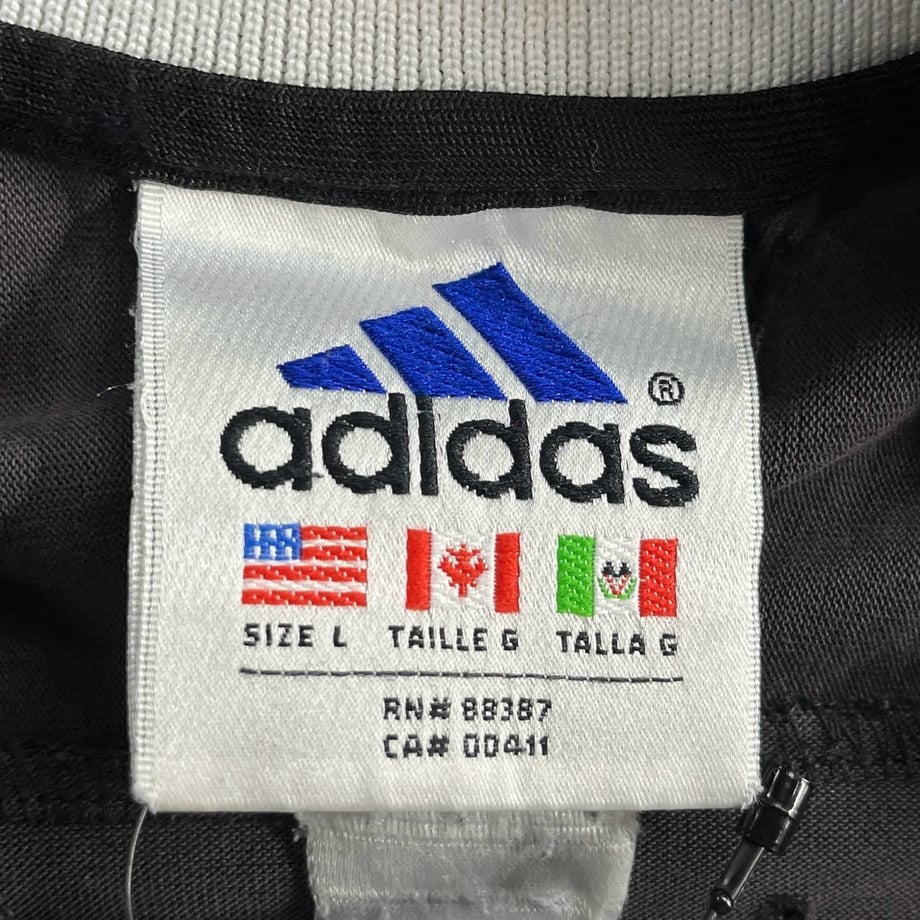 adidas®
SIZE L TAILLE G TALLA G
RN# 88387
CA# 00411